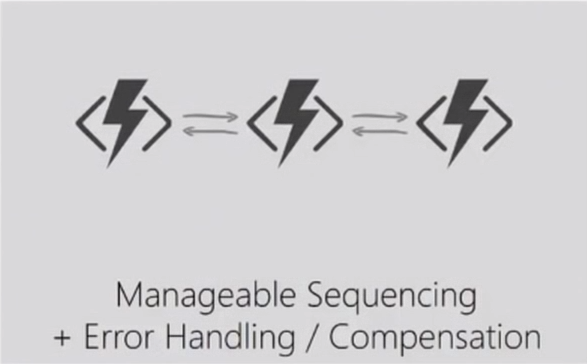 Manageable Sequencing
+ Error Handling / Compensation